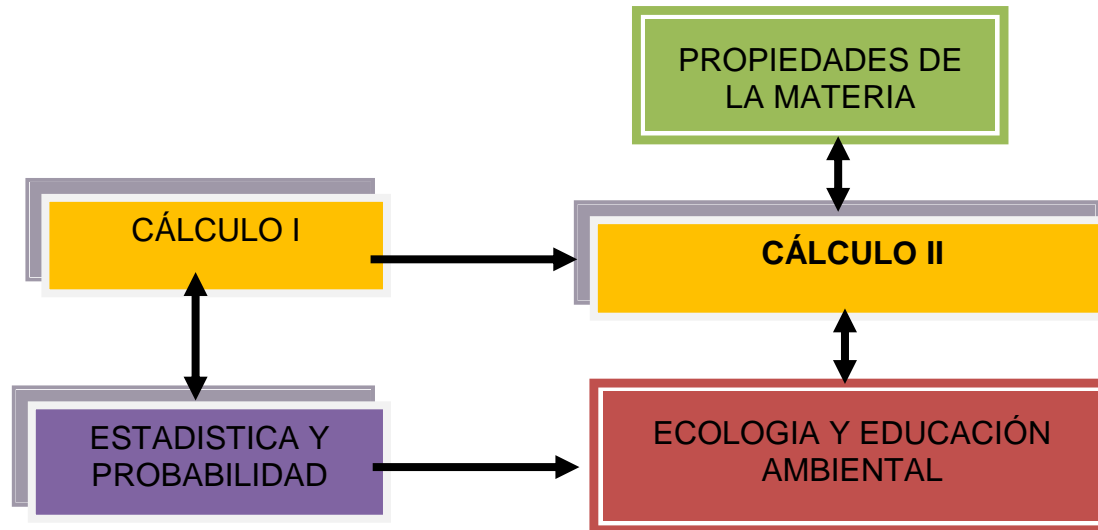 PROPIEDADES DE
LA MATERIA
CÁLCULO I
CÁLCULO II
ESTADISTICA Y
PROBABILIDAD
ECOLOGIA Y EDUCACIÓN
AMBIENTAL